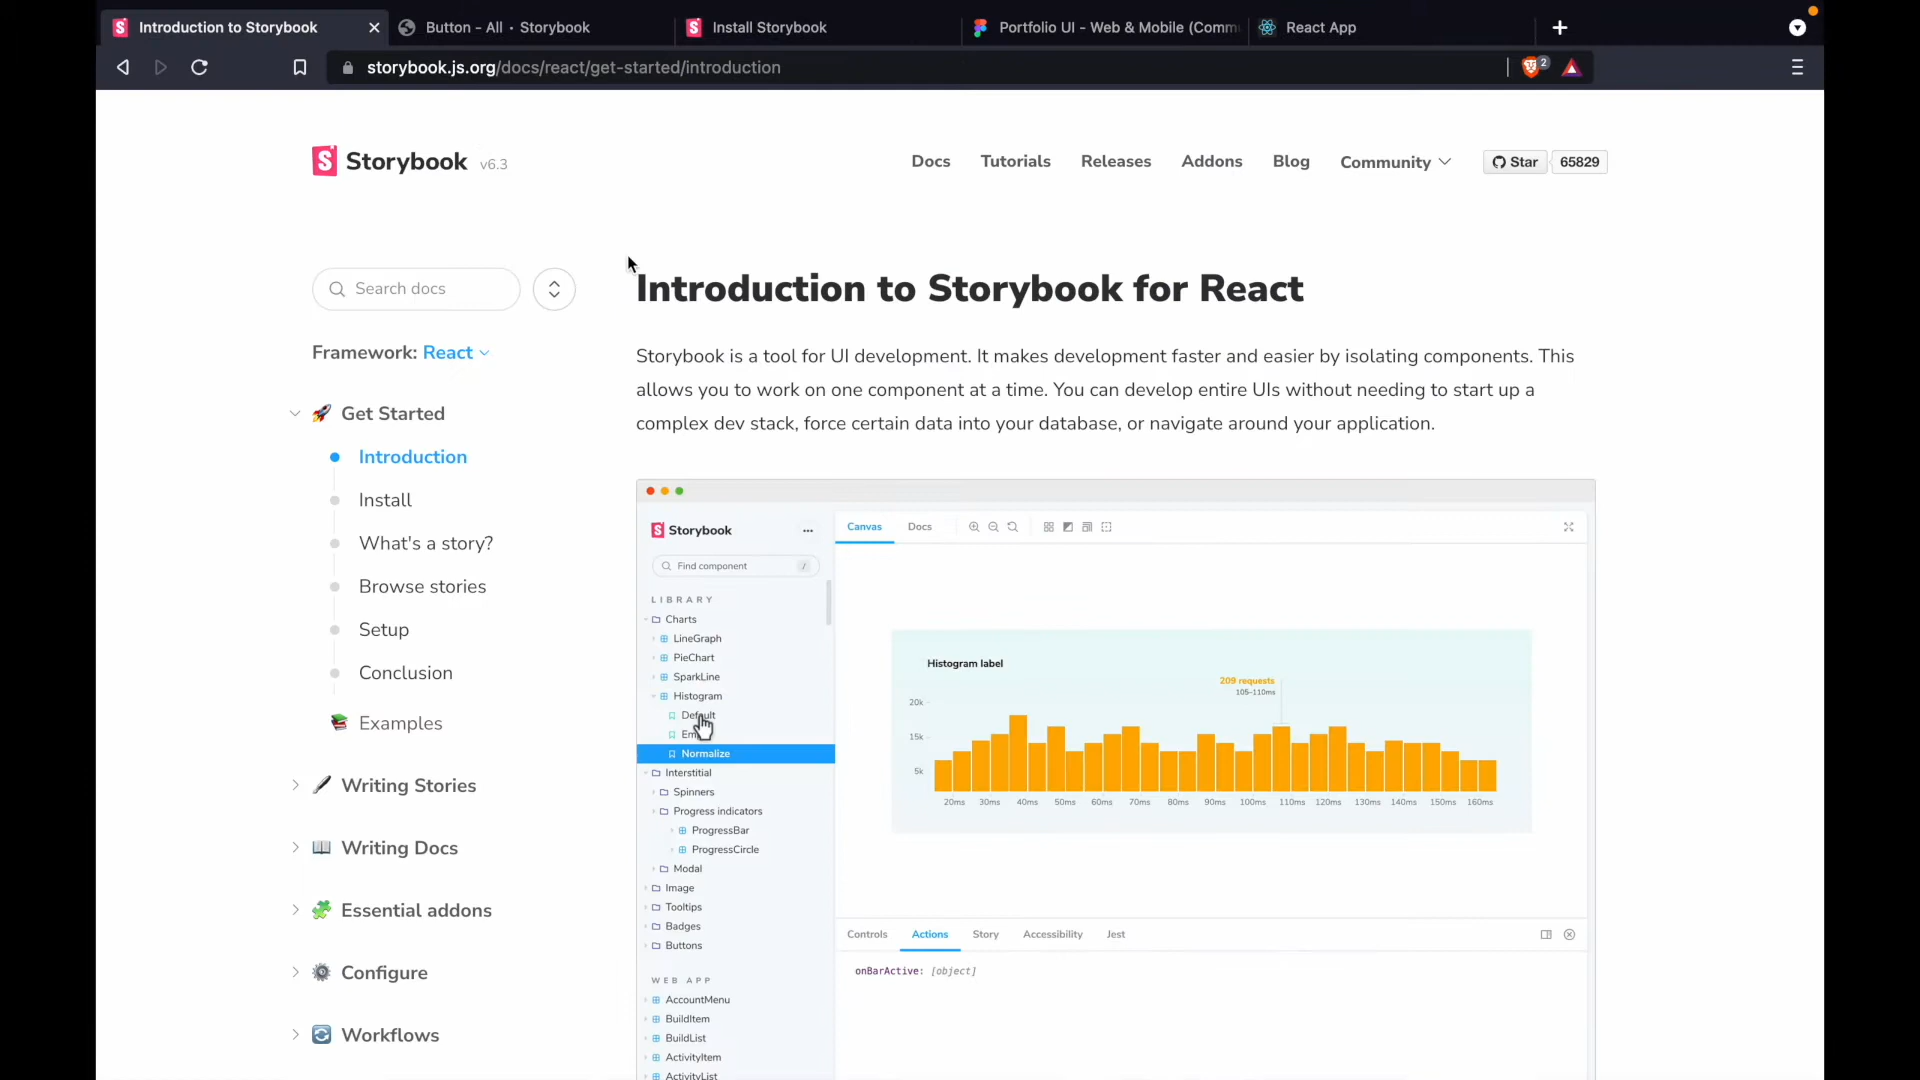 Introduction to Storybook
Button – All • Storybook
Install Storybook
Portfolio UI - Web & Mobile (Comm
React App
storybook.js.org/docs/react/get-started/introduction
2
Storybook v6.3
Docs
Tutorials
Releases
Addons
Blog
Community
Star
65829
Search docs
Framework: React
Get Started
Introduction
Install
What's a story?
Browse stories
Setup
Conclusion
Examples
Writing Stories
Writing Docs
Essential addons
Configure
Workflows
Introduction to Storybook for React
Storybook is a tool for UI development. It makes development faster and easier by isolating components. This
allows you to work on one component at a time. You can develop entire UIs without needing to start up a
complex dev stack, force certain data into your database, or navigate around your application.
Storybook
Find component /
LIBRARY
Charts
LineGraph
PieChart
SparkLine
Histogram
Default
Normalize
Interstitial
Spinners
Progress indicators
ProgressBar
ProgressCircle
Modal
Image
Tooltips
Badges
Buttons
WEB APP
AccountMenu
BuildItem
BuildList
ActivityItem
ActivityList
Canvas
Docs
Histogram label
209 requests
105–110ms
20k
15k
5k
20ms 30ms 40ms 50ms 60ms 70ms 80ms 90ms 100ms 110ms 120ms 130ms 140ms 150ms 160ms
Controls
Actions
Story
Accessibility
Jest
onBarActive: [object]